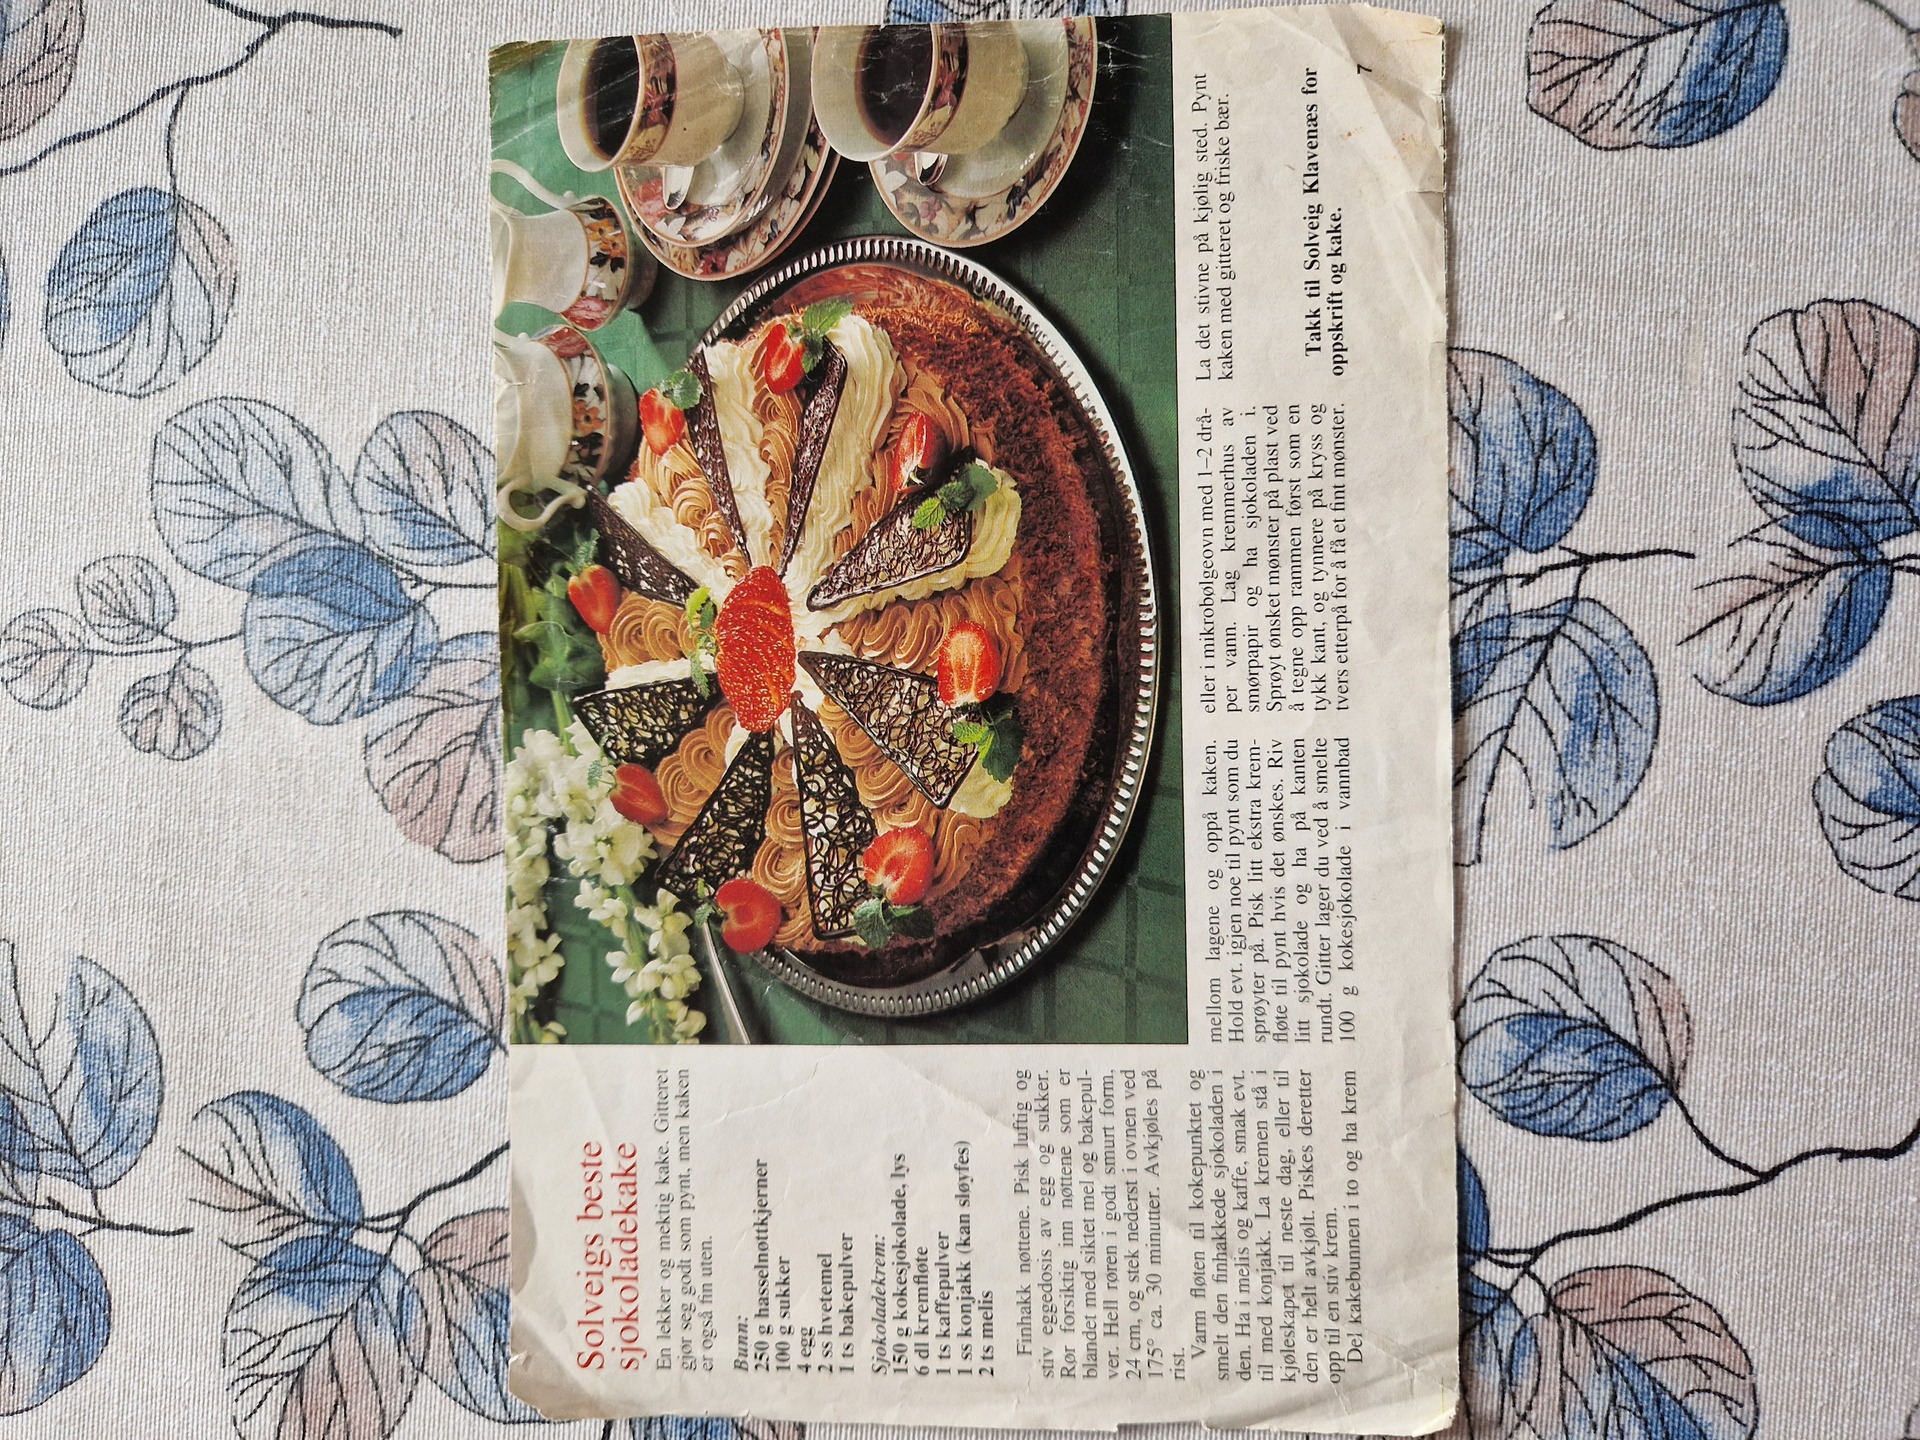 Solveigs beste
sjokoladekake
En lekker og mektig kake. Gitteret
gjør seg godt som pynt, men kaken
er også fin uten.
Bunn:
250 g hasselnøttkjerner
100 g sukker
4 egg
2 ss hvetemel
1 ts bakepulver
Sjokoladekrem:
150 g kokesjokolade, lys
6 dl kremfløte
1 ts kaffepulver
1 ss konjakk (kan sløyfes)
2 ts melis
Finhakk nøttene. Pisk luftig og
stiv eggedosis av egg og sukker.
Rør forsiktig inn nøttene som er
blandet med siktet mel og bakepul-
ver. Hell røren i godt smurt form,
24 cm, og stek nederst i ovnen ved
175° ca. 30 minutter. Avkjøles på
rist.
Varm fløten til kokepunktet og
smelt den finhakkede sjokoladen i
den. Ha i melis og kaffe, smak evt.
til med konjakk. La kremen stå i
kjøleskapet til neste dag, eller til
den er helt avkjølt. Piskes deretter
opp til en stiv krem.
Del kakebunnen i to og ha krem
mellom lagene og oppå kaken.
Hold evt. igjen noe til pynt som du
sprøyter på. Pisk litt ekstra krem-
fløte til pynt hvis det ønskes. Riv
litt sjokolade og ha på kanten
rundt. Gitter lager du ved å smelte
100 g kokesjokolade i vannbad
eller i mikrobølgeovn med 1–2 drå-
per vann. Lag kremmerhus av
smørpapir og ha sjokoladen i.
Sprøyt ønsket mønster på plast ved
å tegne opp rammen først som en
tykk kant, og tynnere på kryss og
tvers etterpå for å få et fint mønster.
La det stivne på kjølig sted. Pynt
kaken med gitteret og friske bær.
Takk til Solveig Klavenæs for
oppskrift og kake.
7